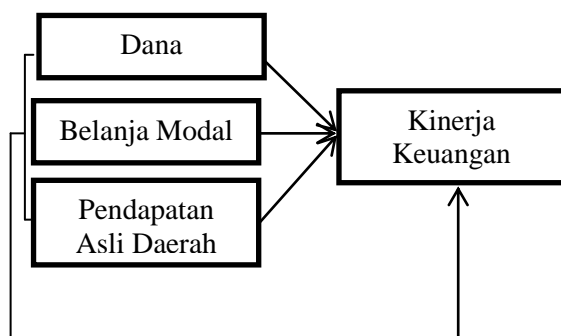 Dana
Belanja Modal
Kinerja
Keuangan
Pendapatan
Asli Daerah